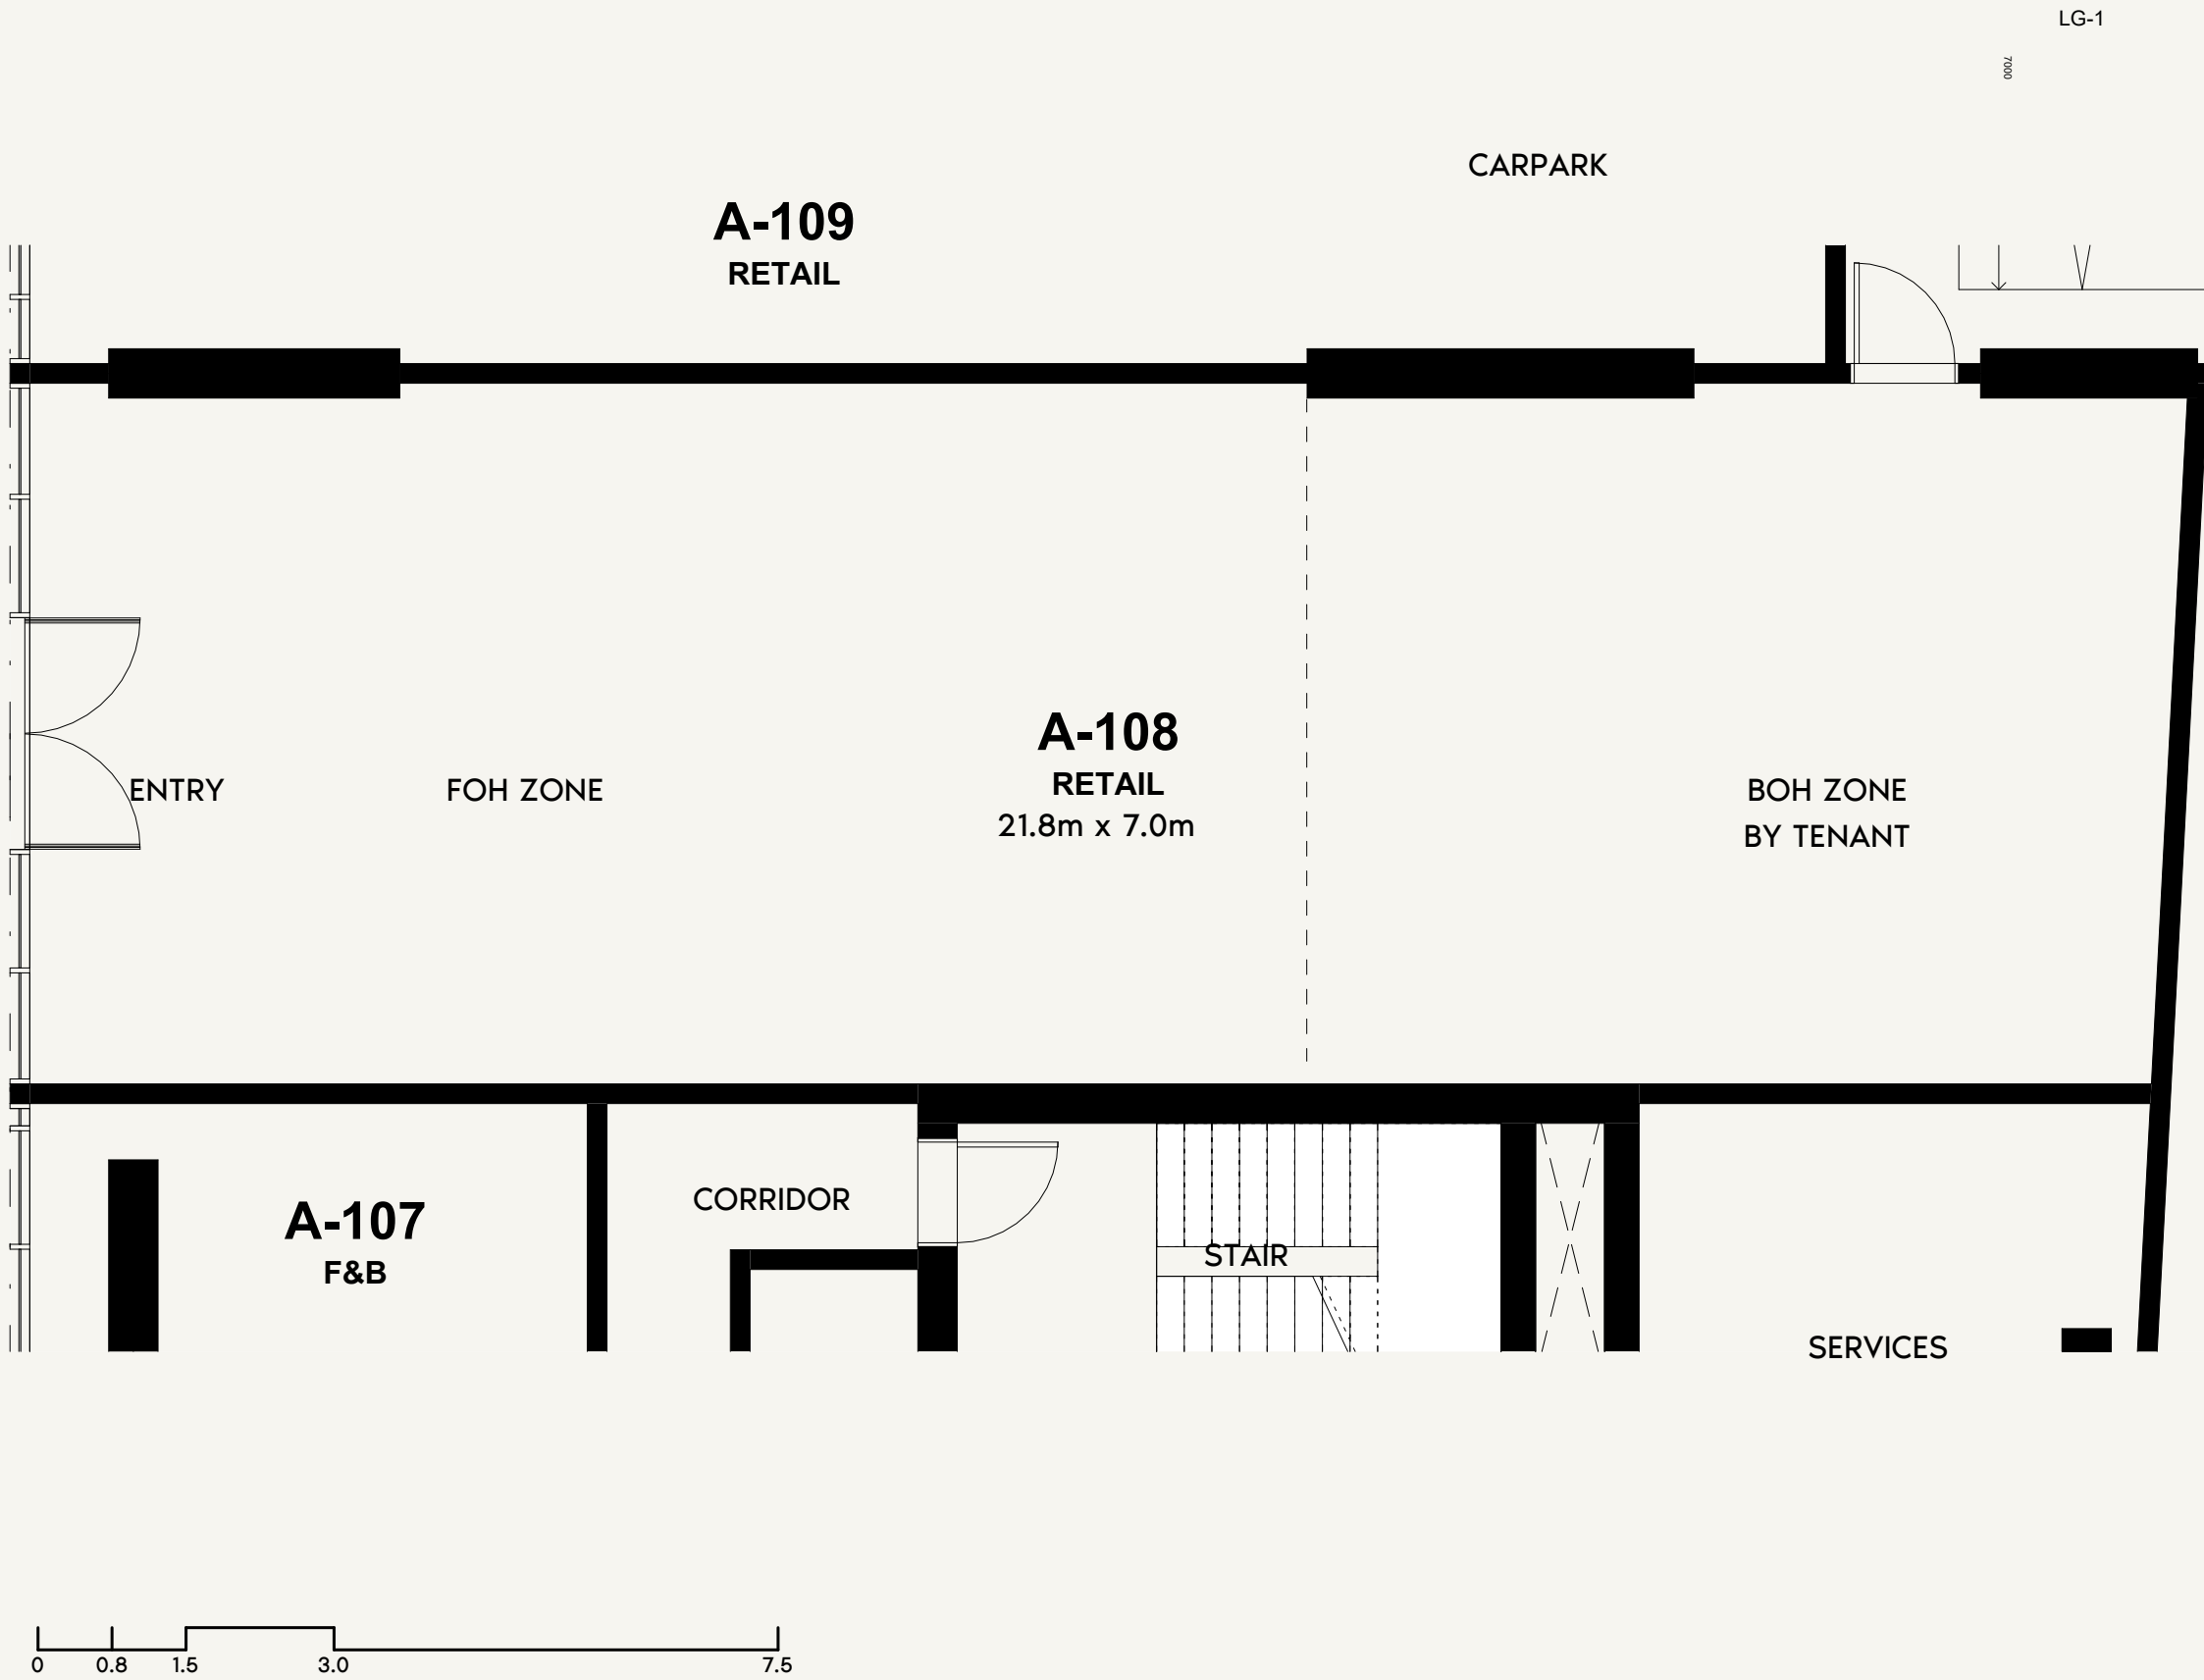 LG-1
7000
CARPARK
A-109
RETAIL
A-108
RETAIL
21.8m x 7.0m
ENTRY
FOH ZONE
BOH ZONE
BY TENANT
A-107
F&B
CORRIDOR
STAIR
SERVICES
0 0.8 1.5 3.0 7.5